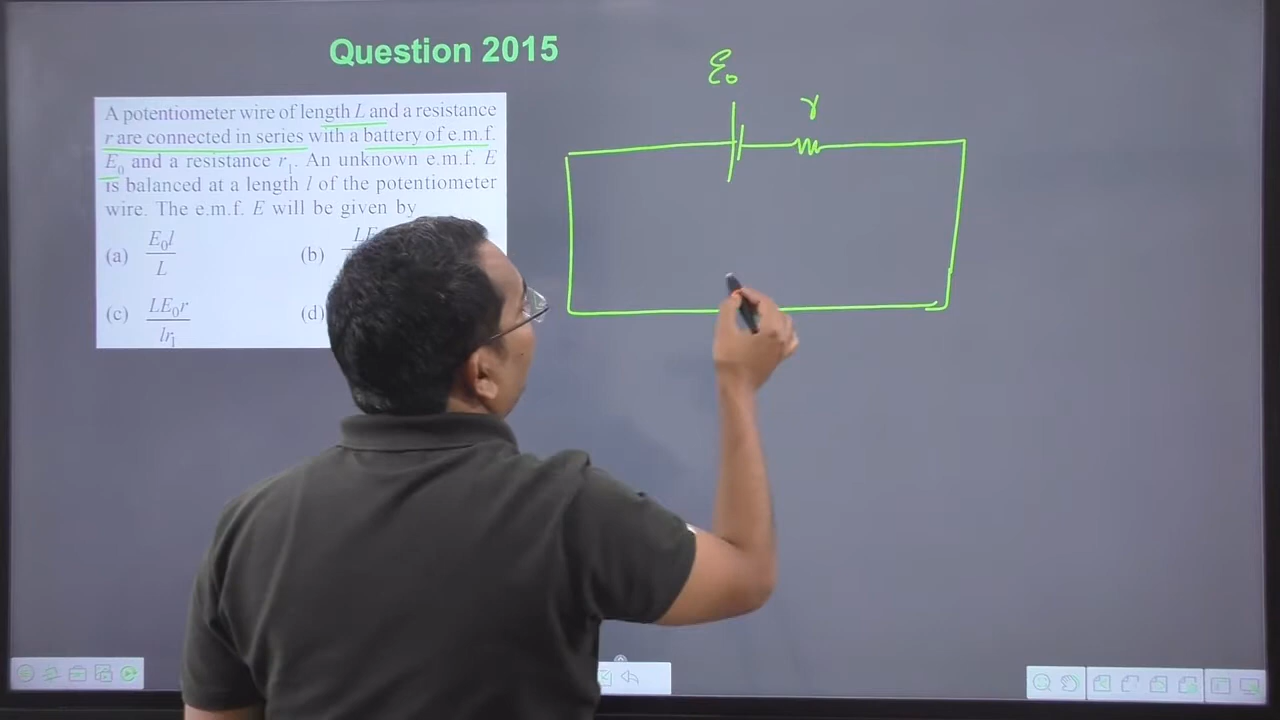 Question 2015
A potentiometer wire of length L and a resistance
r are connected in series with a battery of e.m.f.
E₀ and a resistance r₁. An unknown e.m.f. E
is balanced at a length l of the potentiometer
wire. The e.m.f. E will be given by
(a) E₀l / L (b) LE
(c) LE₀r / lr₁ (d)
ℰ₀
r